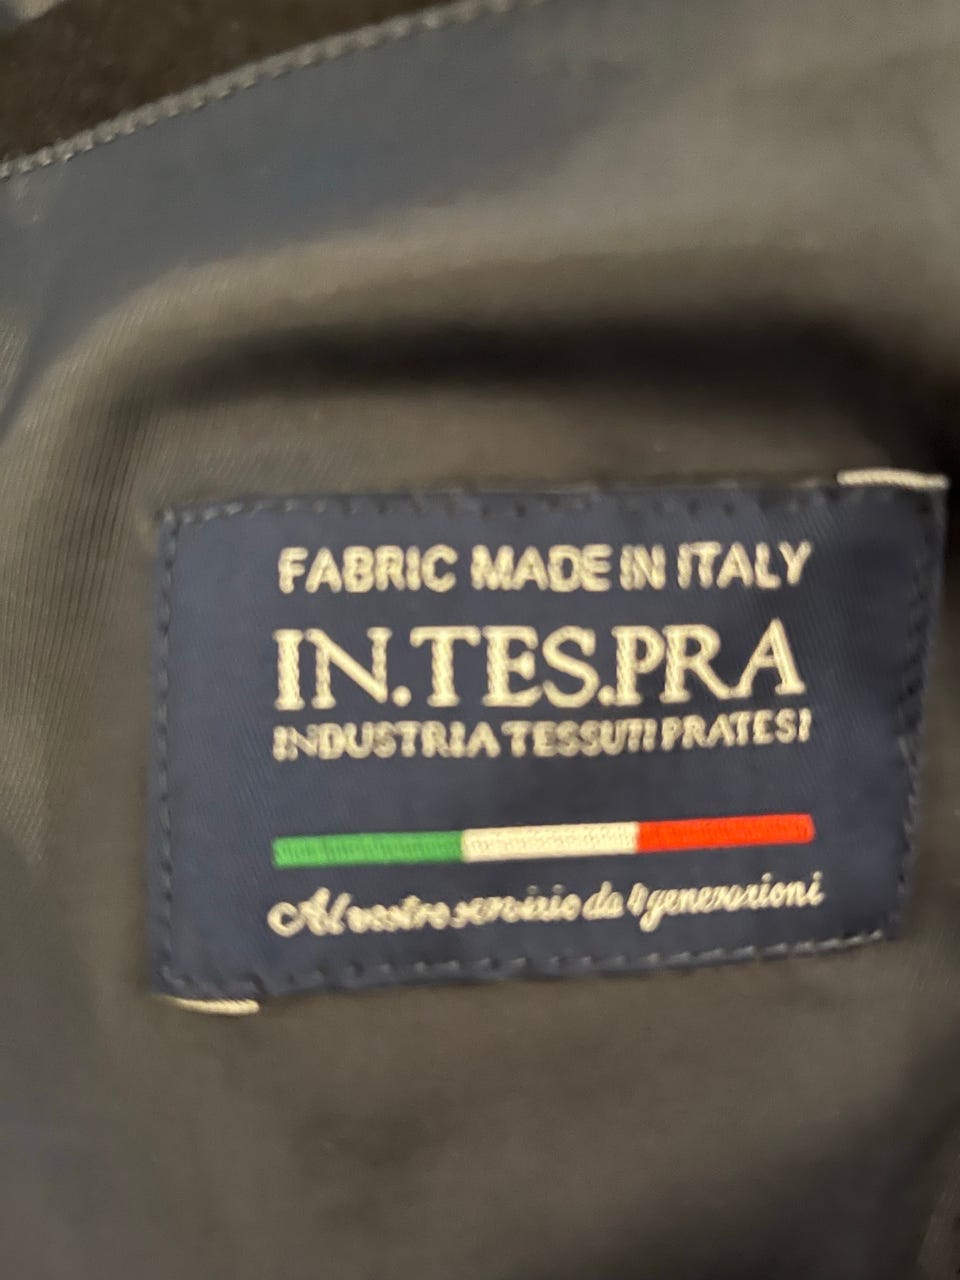 FABRIC MADE IN ITALY
IN.TES.PRA
INDUSTRIA TESSUTI PRATESI
Al vostro servizio da 4 generazioni